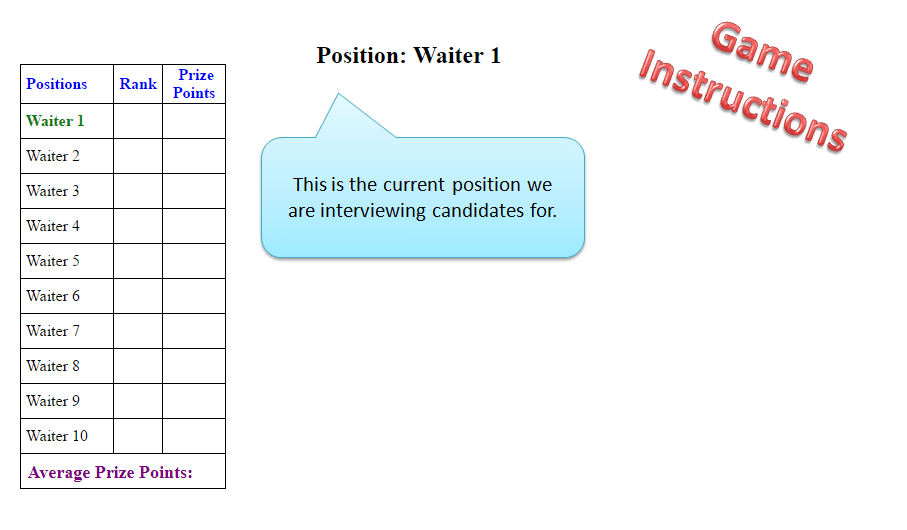 Game
Instructions
Position: Waiter 1
Positions Rank Prize Points
Waiter 1
Waiter 2
Waiter 3
Waiter 4
Waiter 5
Waiter 6
Waiter 7
Waiter 8
Waiter 9
Waiter 10
Average Prize Points:
This is the current position we
are interviewing candidates for.